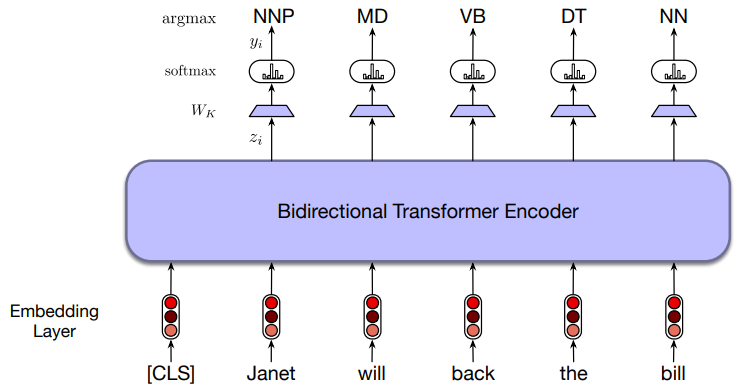 argmax NNP MD VB DT NN
y_i
softmax
W_K
z_i
Bidirectional Transformer Encoder
Embedding
Layer
[CLS] Janet will back the bill